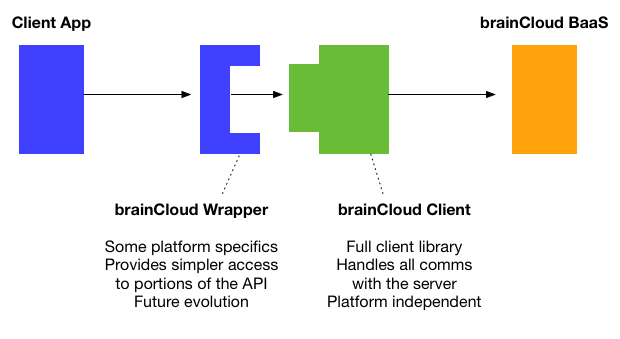 Client App
brainCloud BaaS
brainCloud Wrapper
Some platform specifics
Provides simpler access
to portions of the API
Future evolution
brainCloud Client
Full client library
Handles all comms
with the server
Platform independent